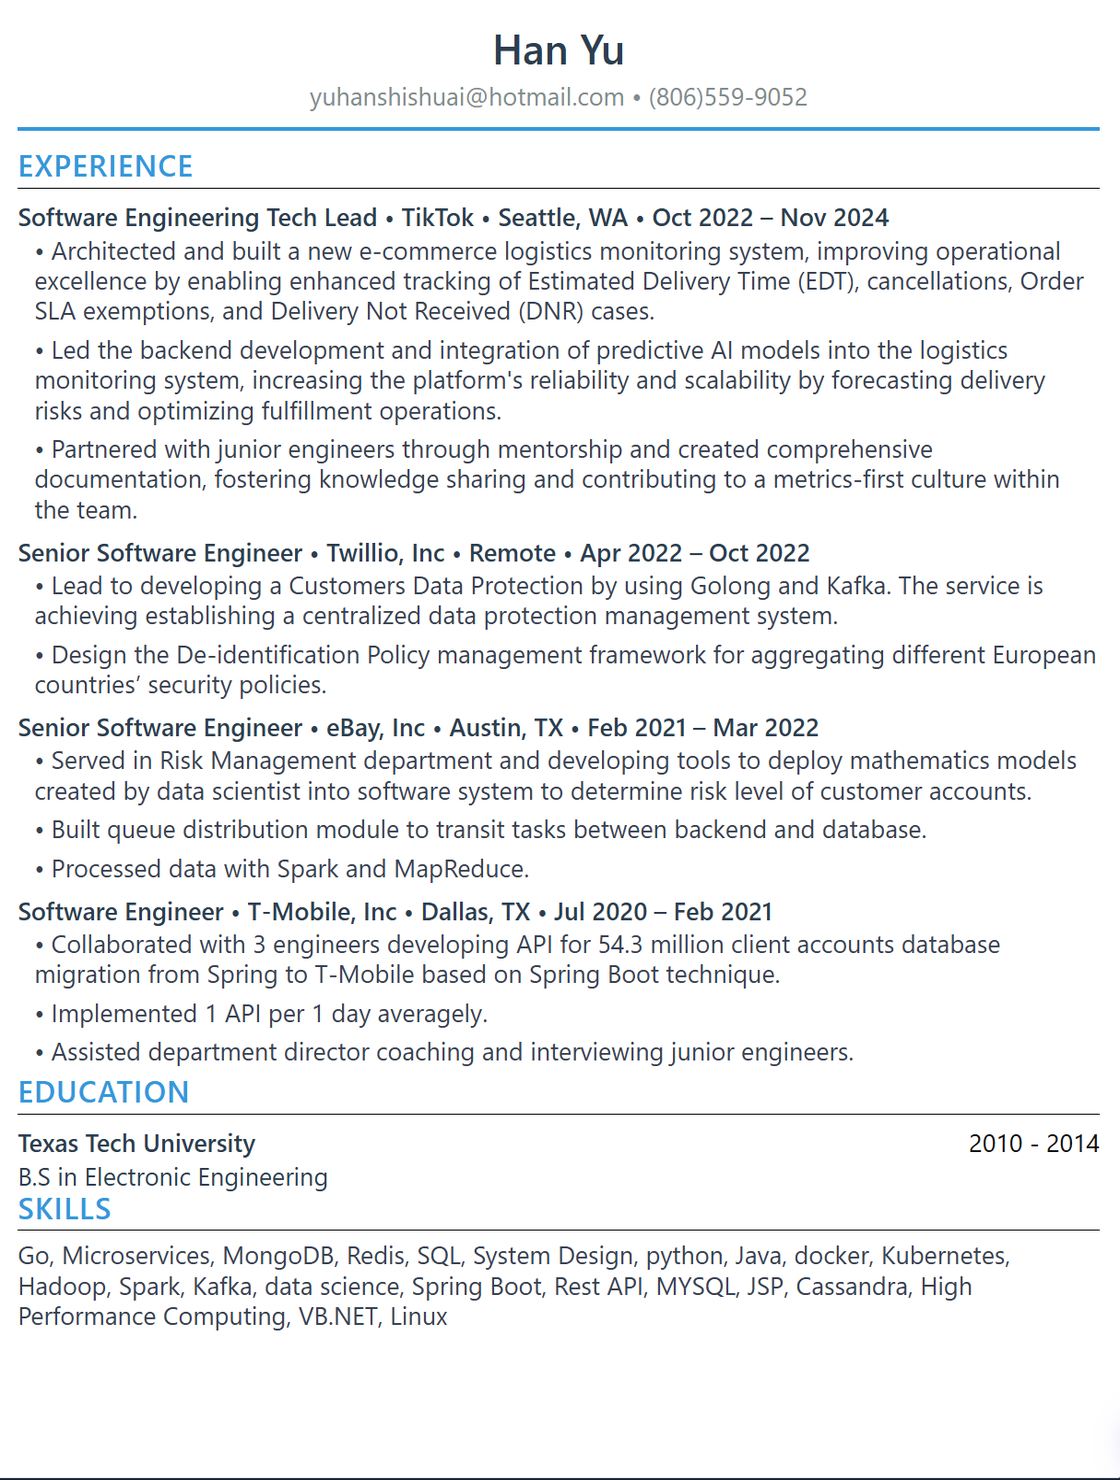 Han Yu
yuhanshishuai@hotmail.com • (806)559-9052
EXPERIENCE
Software Engineering Tech Lead • TikTok • Seattle, WA • Oct 2022 – Nov 2024
• Architected and built a new e-commerce logistics monitoring system, improving operational
excellence by enabling enhanced tracking of Estimated Delivery Time (EDT), cancellations, Order
SLA exemptions, and Delivery Not Received (DNR) cases.
• Led the backend development and integration of predictive AI models into the logistics
monitoring system, increasing the platform's reliability and scalability by forecasting delivery
risks and optimizing fulfillment operations.
• Partnered with junior engineers through mentorship and created comprehensive
documentation, fostering knowledge sharing and contributing to a metrics-first culture within
the team.
Senior Software Engineer • Twillio, Inc • Remote • Apr 2022 – Oct 2022
• Lead to developing a Customers Data Protection by using Golong and Kafka. The service is
achieving establishing a centralized data protection management system.
• Design the De-identification Policy management framework for aggregating different European
countries’ security policies.
Senior Software Engineer • eBay, Inc • Austin, TX • Feb 2021 – Mar 2022
• Served in Risk Management department and developing tools to deploy mathematics models
created by data scientist into software system to determine risk level of customer accounts.
• Built queue distribution module to transit tasks between backend and database.
• Processed data with Spark and MapReduce.
Software Engineer • T-Mobile, Inc • Dallas, TX • Jul 2020 – Feb 2021
• Collaborated with 3 engineers developing API for 54.3 million client accounts database
migration from Spring to T-Mobile based on Spring Boot technique.
• Implemented 1 API per 1 day averagely.
• Assisted department director coaching and interviewing junior engineers.
EDUCATION
Texas Tech University 2010 - 2014
B.S in Electronic Engineering
SKILLS
Go, Microservices, MongoDB, Redis, SQL, System Design, python, Java, docker, Kubernetes,
Hadoop, Spark, Kafka, data science, Spring Boot, Rest API, MYSQL, JSP, Cassandra, High
Performance Computing, VB.NET, Linux